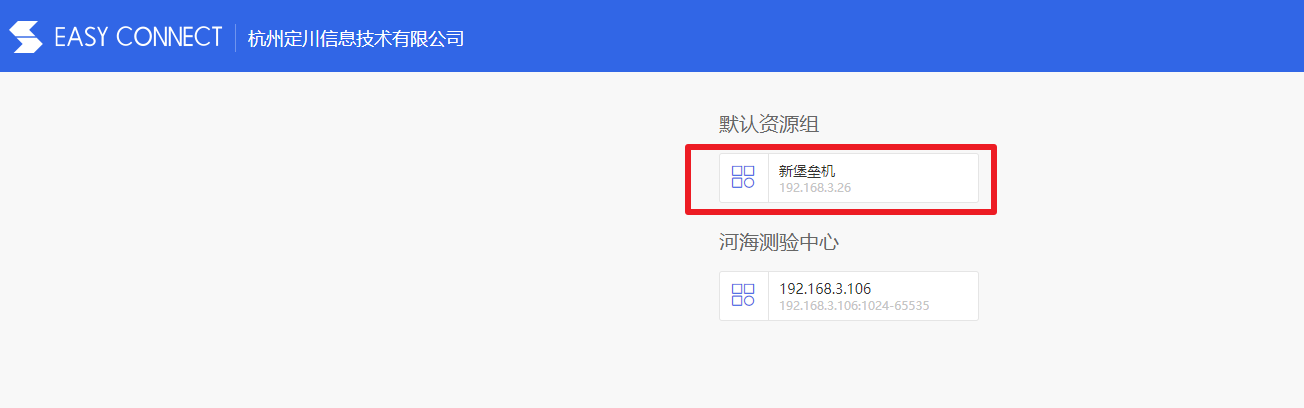 EASY CONNECT 杭州定川信息技术有限公司
默认资源组
新堡垒机
192.168.3.26
河海测验中心
192.168.3.106
192.168.3.106:1024-65535